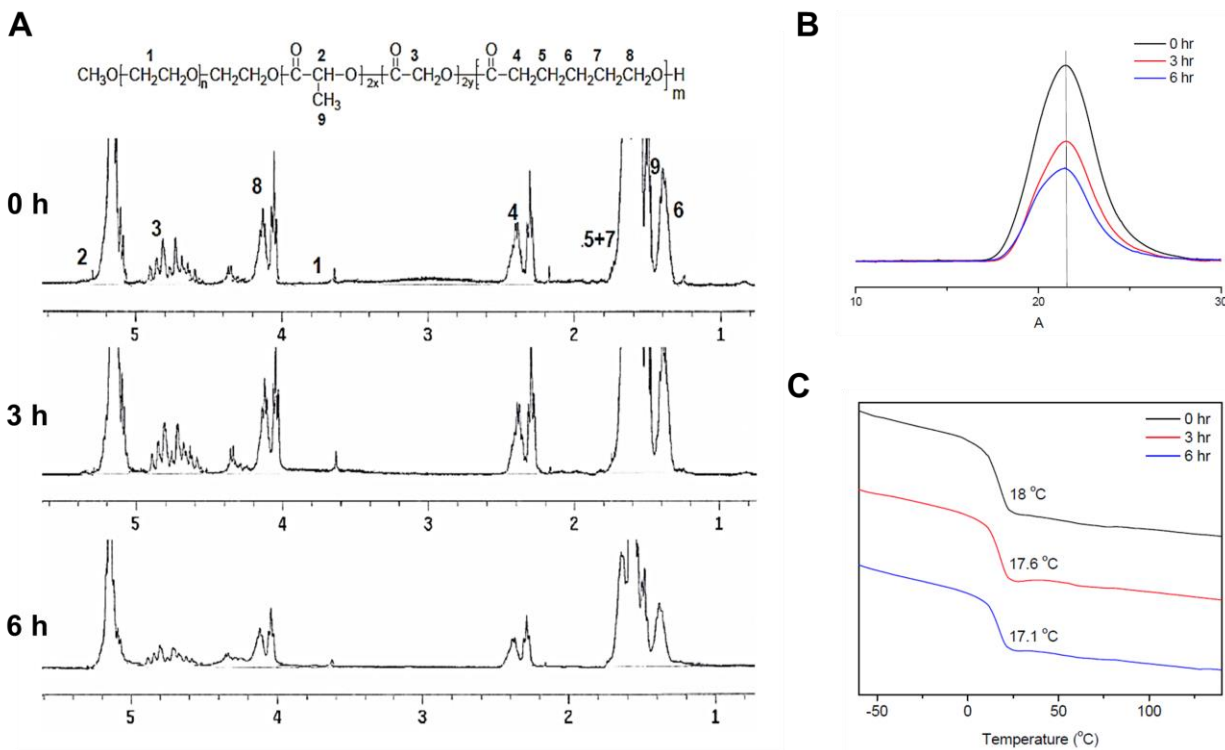 A
1 2 3 4 5 6 7 8
O O O
CH₃O[CH₂CH₂O]ₙCH₂CH₂O[C-CH-O]₂ₓ[C-CH₂O]₂ᵧ[C-CH₂CH₂CH₂CH₂CH₂O]ₘH
CH₃
9
0 h
2 3 8 1 4 .5+7 9 6
5 4 3 2 1
3 h
5 4 3 2 1
6 h
5 4 3 2 1
B
0 hr
3 hr
6 hr
10 20 30
A
C
0 hr
3 hr
6 hr
18 °C
17.6 °C
17.1 °C
-50 0 50 100
Temperature (°C)